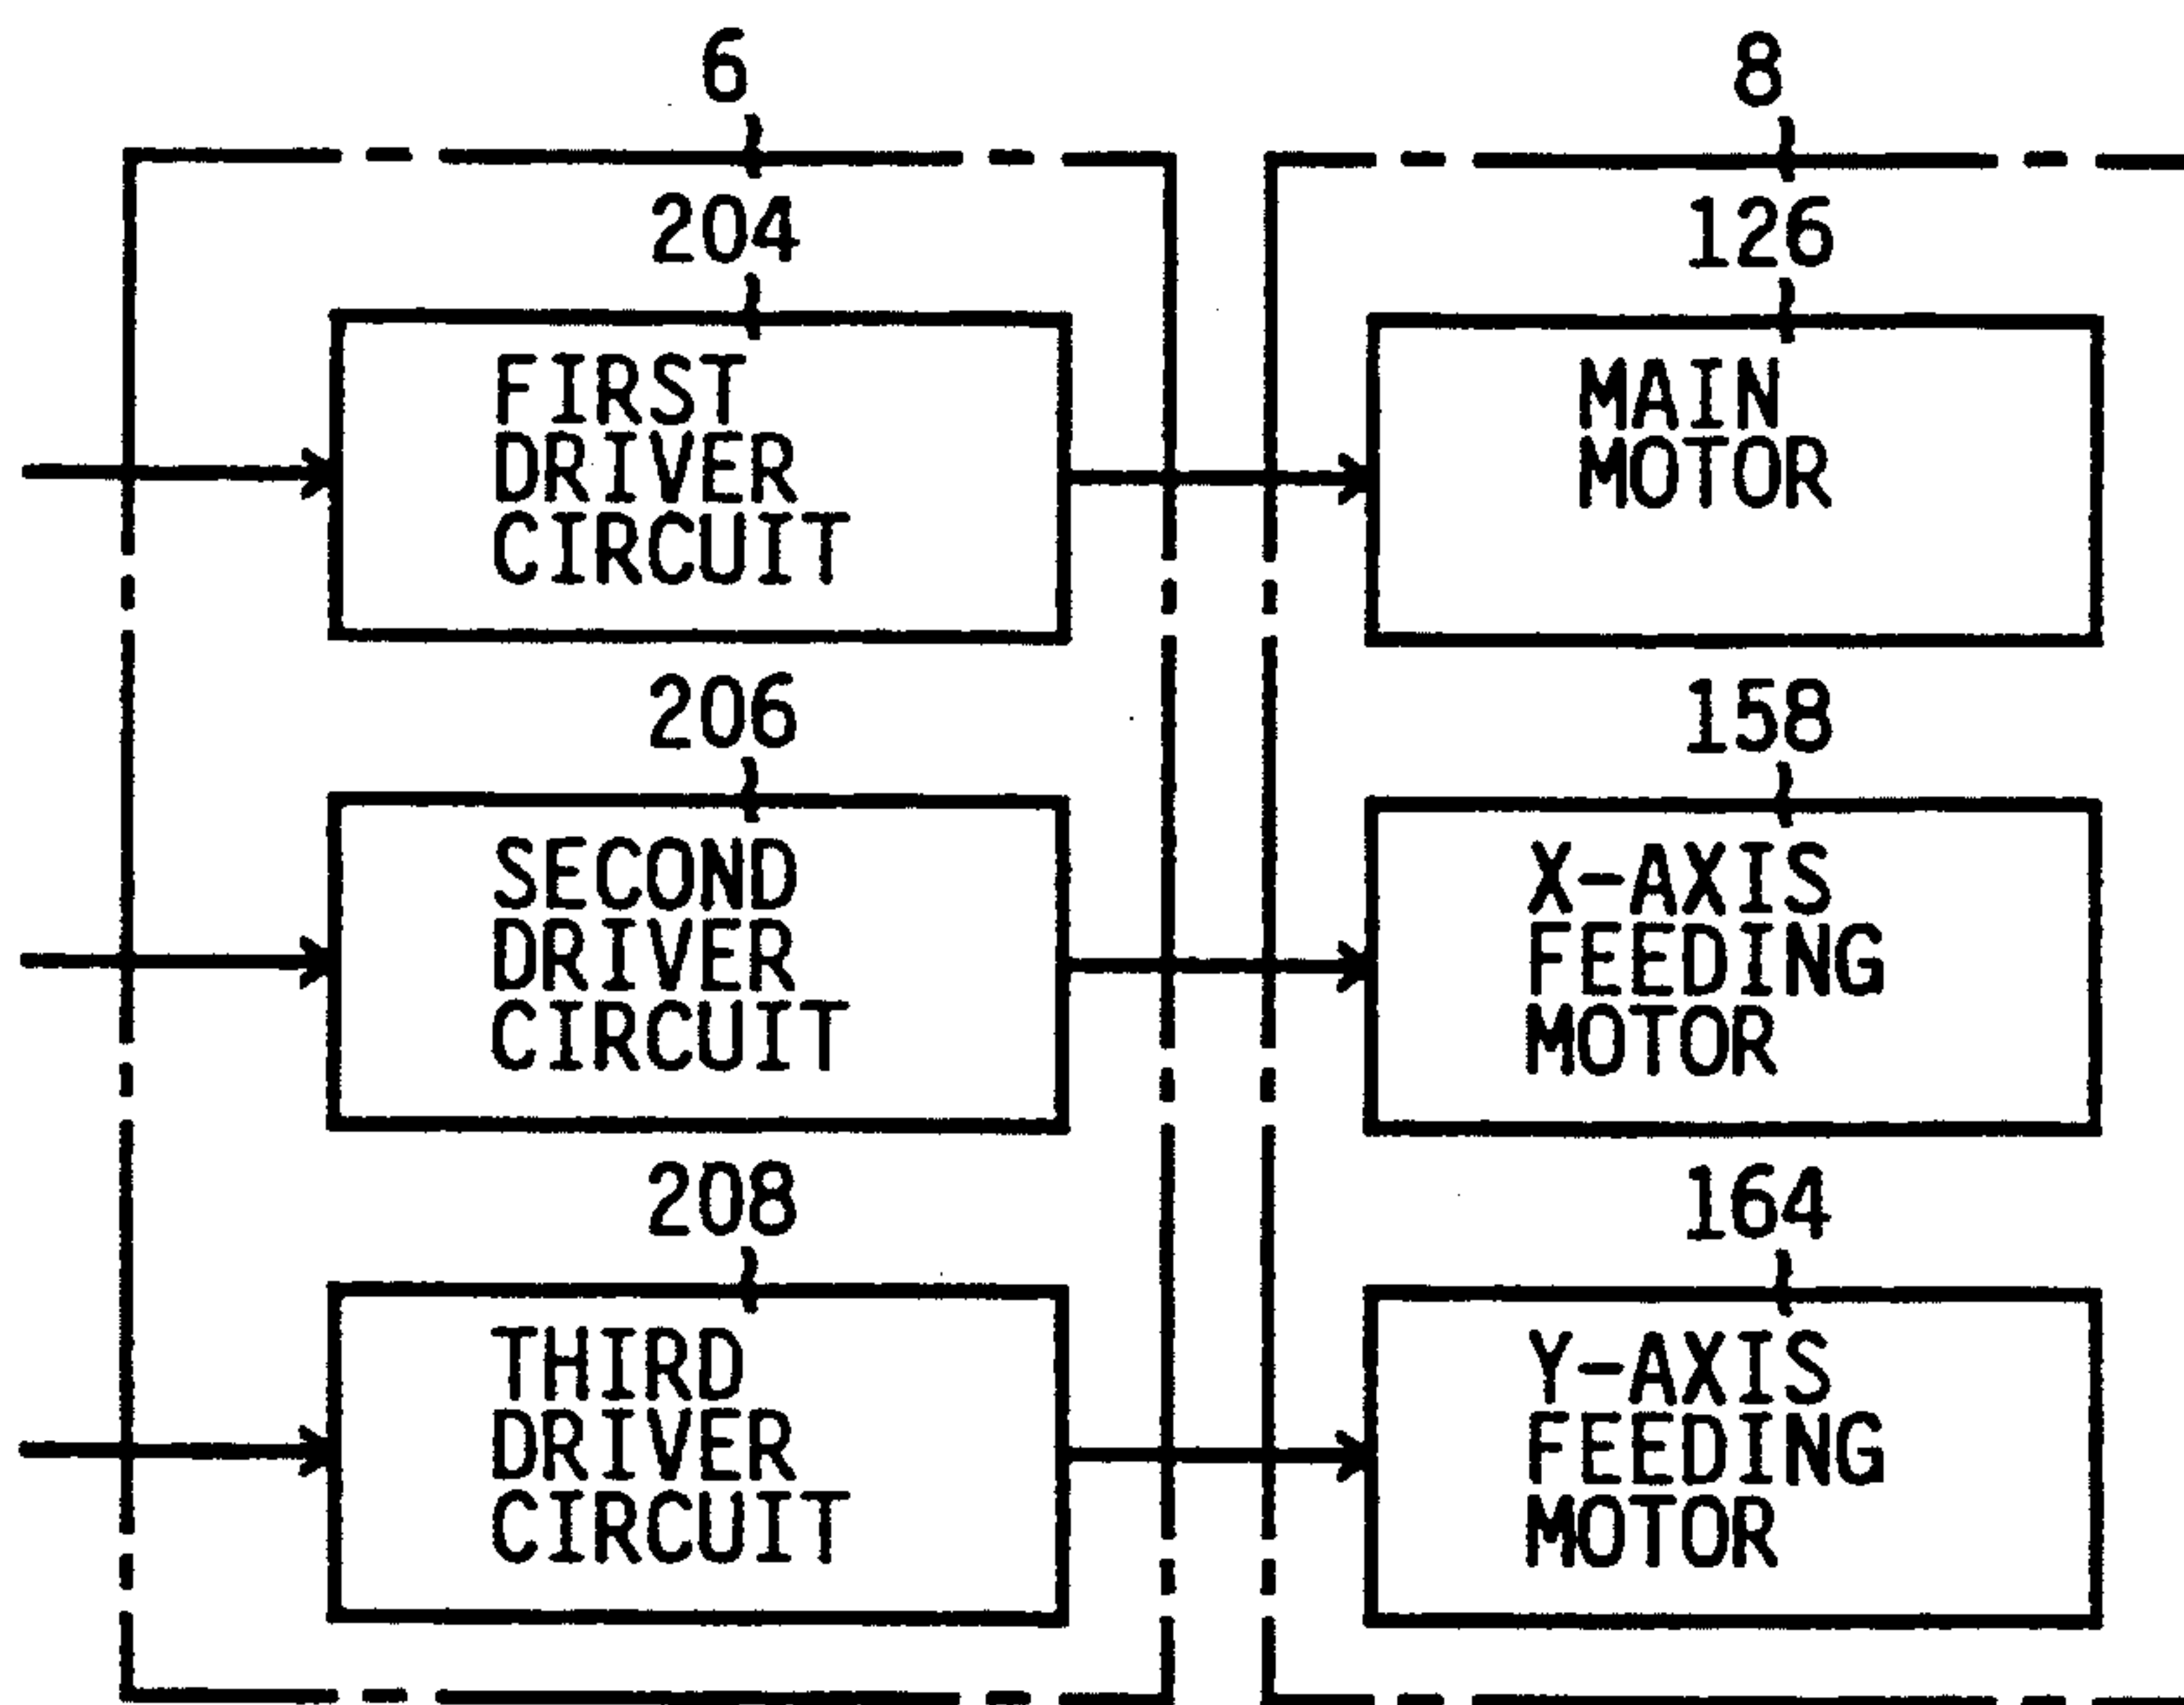 6
8
204
126
FIRST
DRIVER
CIRCUIT
MAIN
MOTOR
206
158
SECOND
DRIVER
CIRCUIT
X-AXIS
FEEDING
MOTOR
208
164
THIRD
DRIVER
CIRCUIT
Y-AXIS
FEEDING
MOTOR